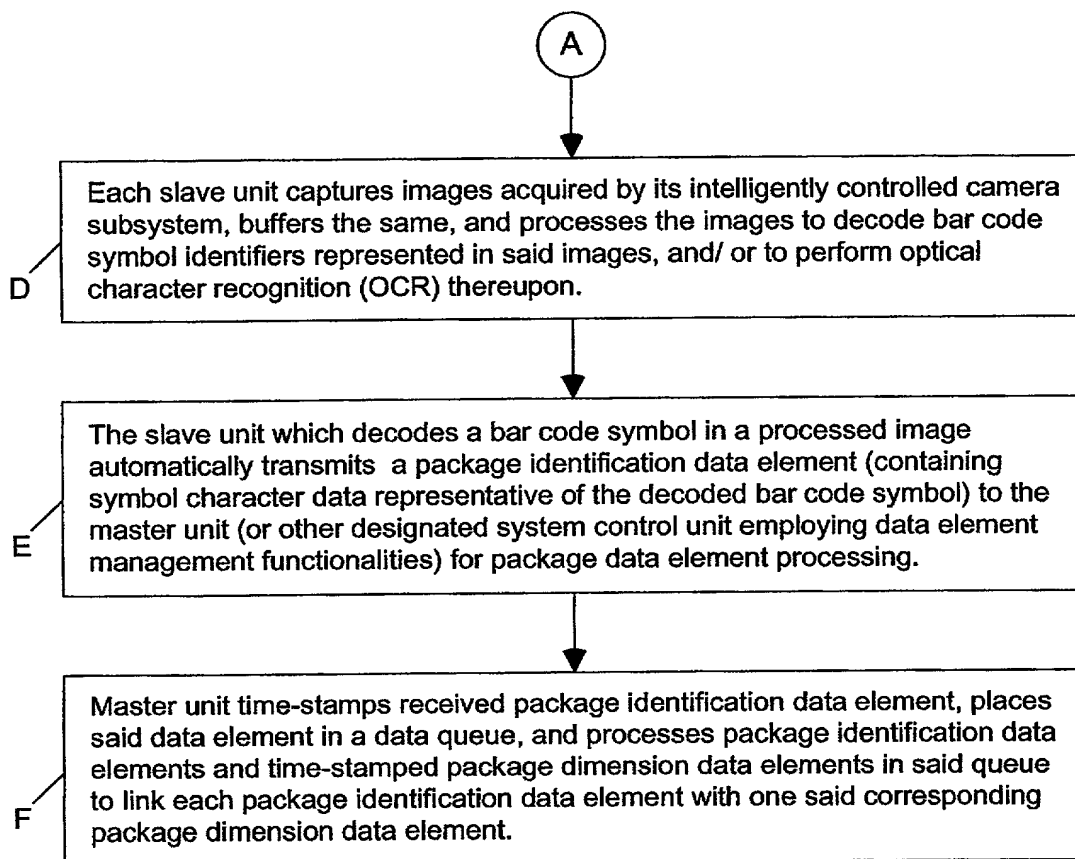 A
Each slave unit captures images acquired by its intelligently controlled camera
subsystem, buffers the same, and processes the images to decode bar code
symbol identifiers represented in said images, and/ or to perform optical
character recognition (OCR) thereupon.
D
The slave unit which decodes a bar code symbol in a processed image
automatically transmits a package identification data element (containing
symbol character data representative of the decoded bar code symbol) to the
master unit (or other designated system control unit employing data element
management functionalities) for package data element processing.
E
Master unit time-stamps received package identification data element, places
said data element in a data queue, and processes package identification data
elements and time-stamped package dimension data elements in said queue
to link each package identification data element with one said corresponding
package dimension data element.
F